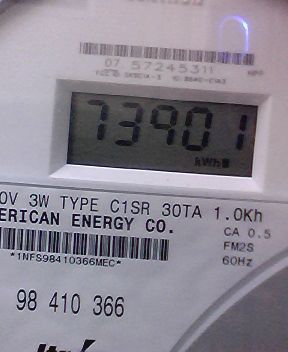 07 57245311
73901
kWh
0V 3W TYPE C1SR 30TA 1.0Kh
ERICAN ENERGY CO.
CA 0.5
FM2S
*1NFS98410366MEC*
60Hz
98 410 366